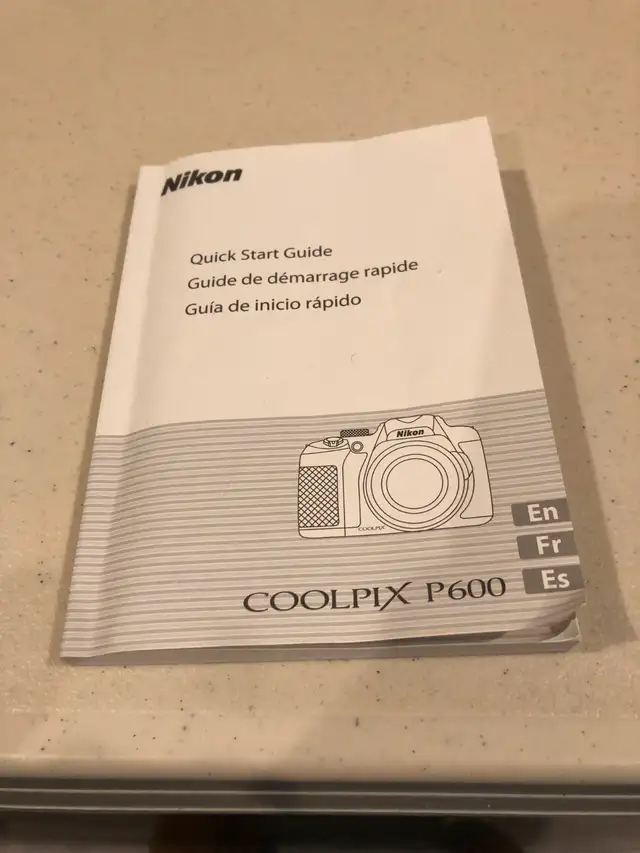 Nikon
Quick Start Guide
Guide de démarrage rapide
Guía de inicio rápido
Nikon
COOLPIX
En
Fr
Es
COOLPIX P600